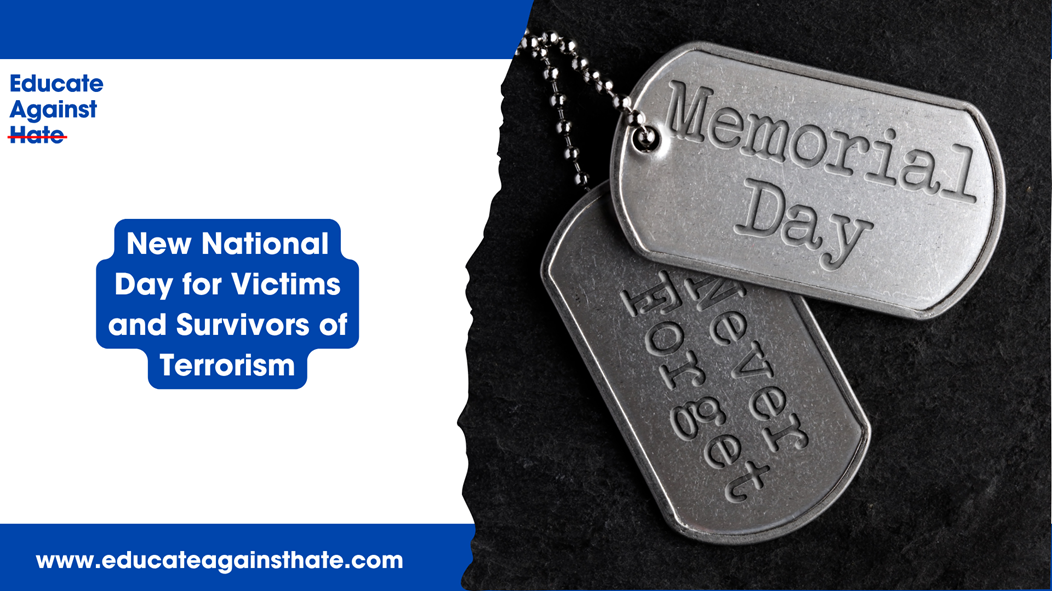 Educate
Against
Hate
New National
Day for Victims
and Survivors of
Terrorism
www.educateagainsthate.com
Memorial
Day
Never
Forget